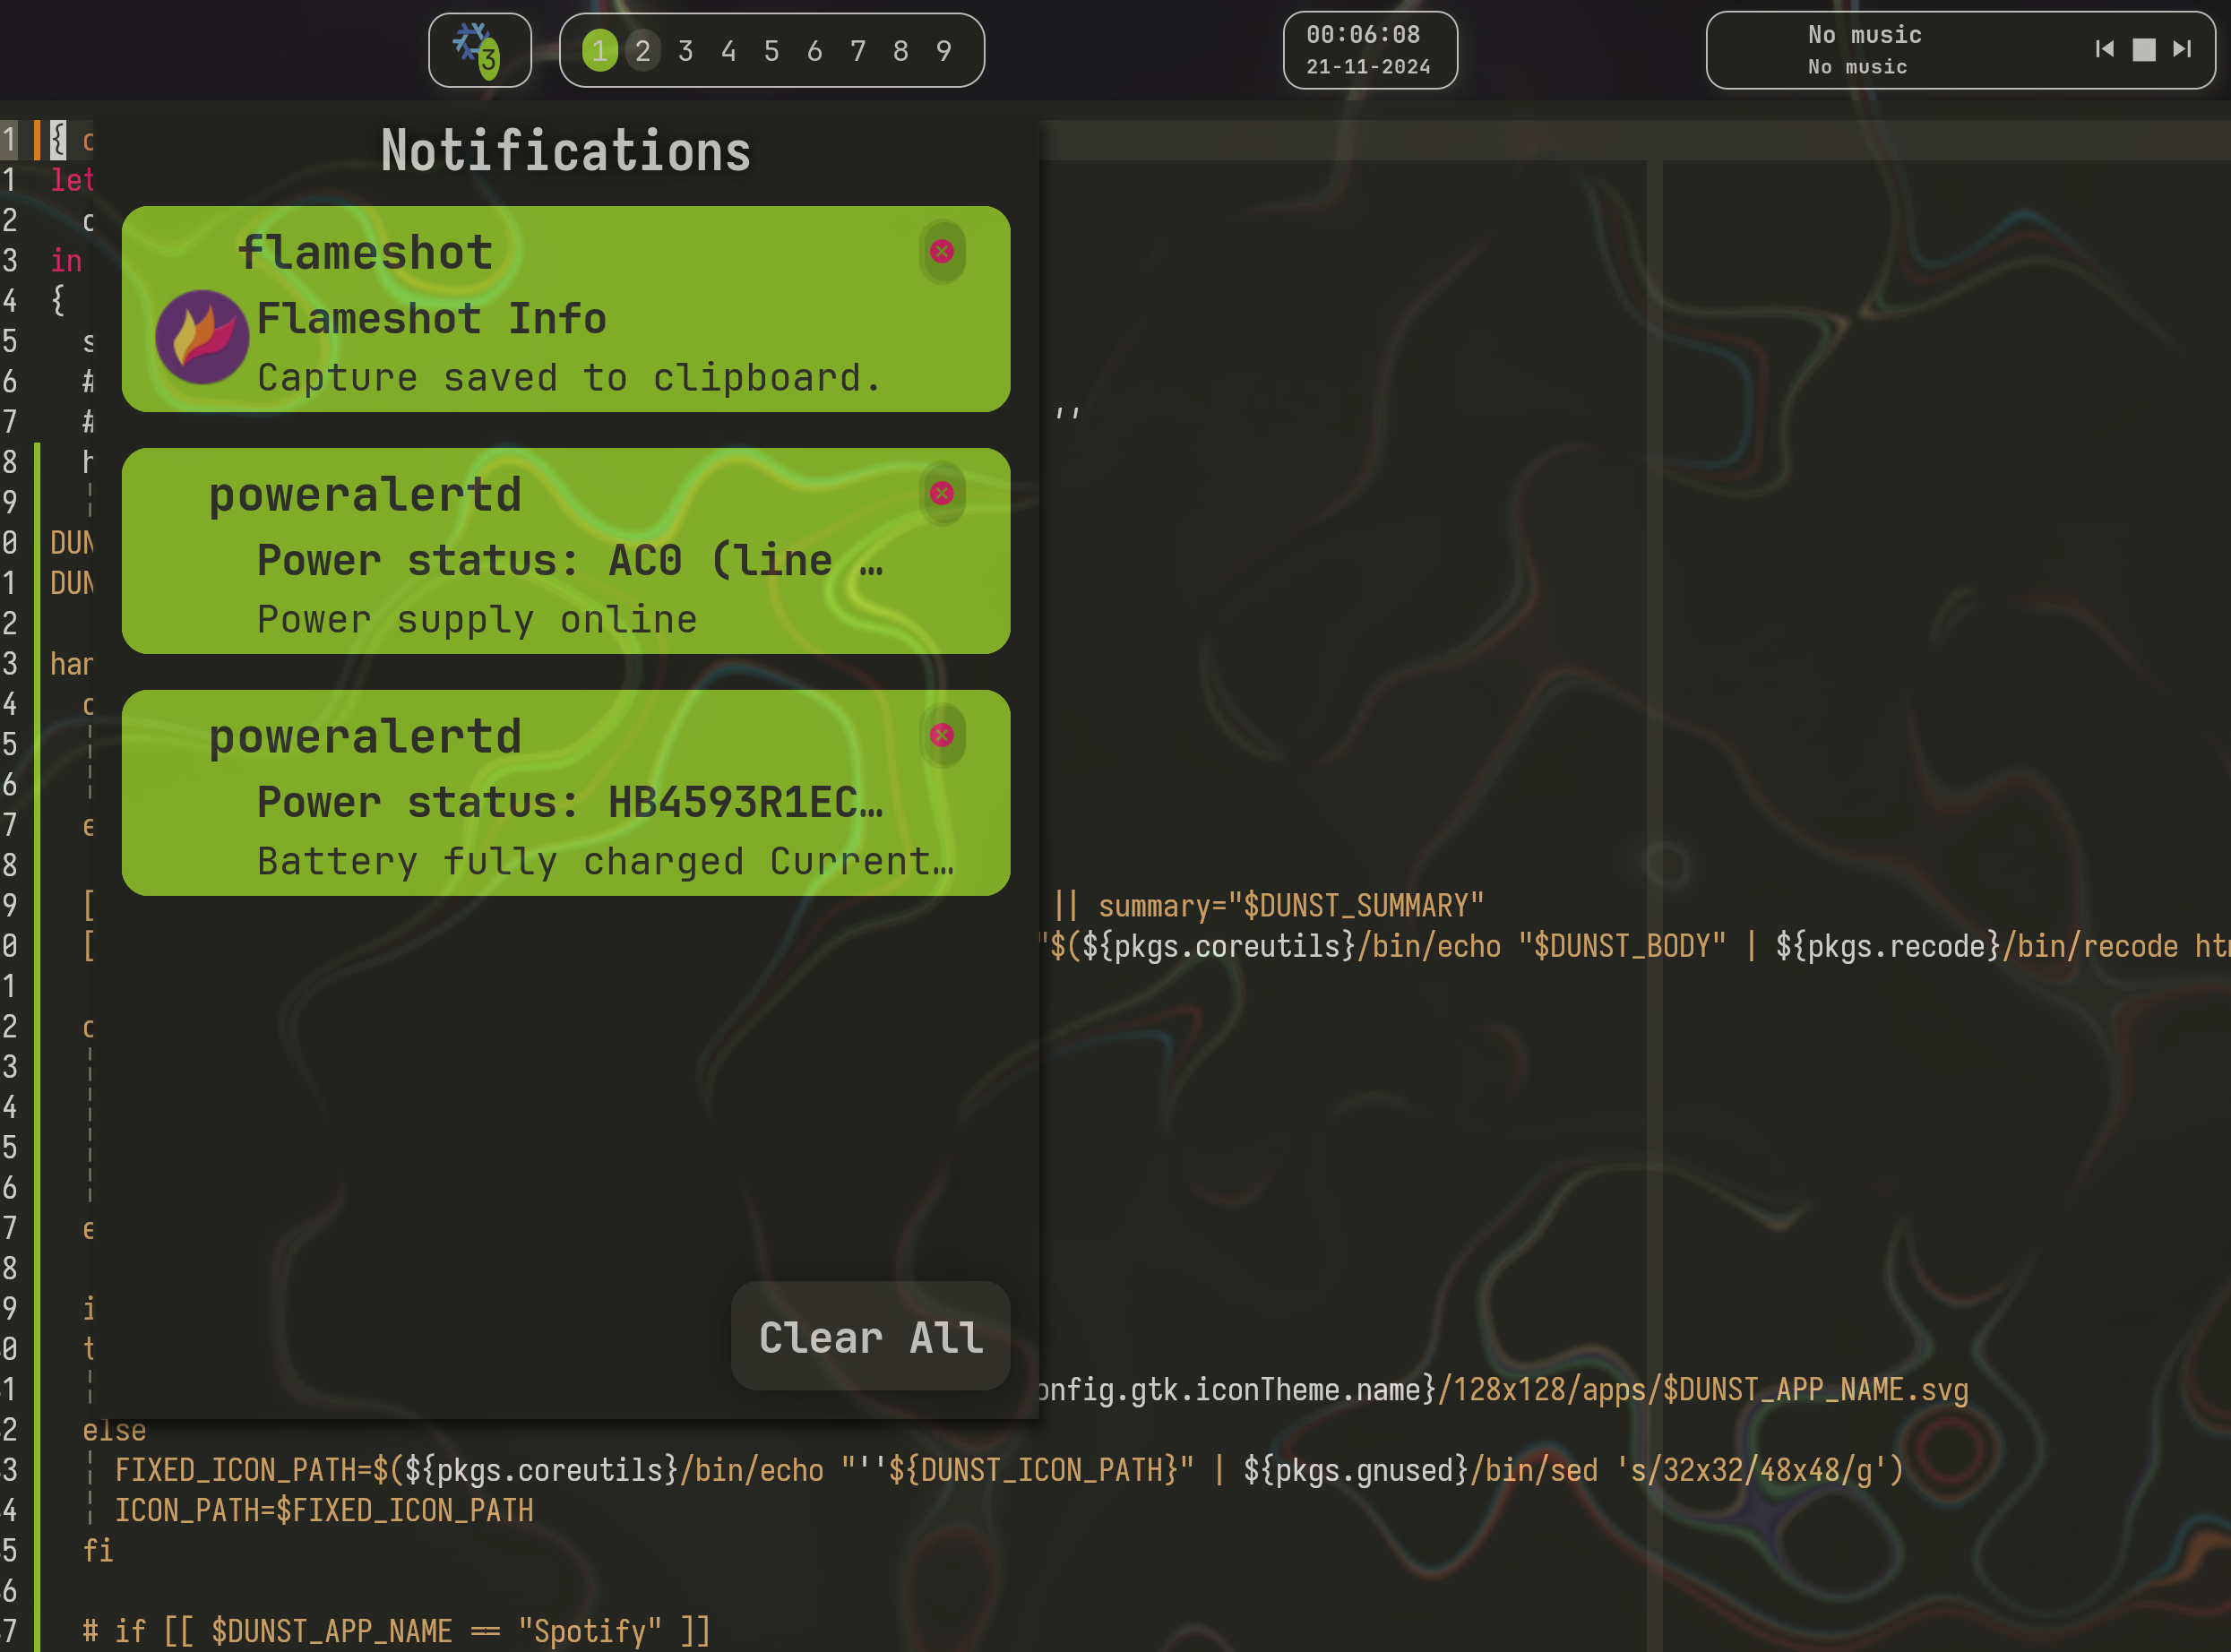 3
1 2 3 4 5 6 7 8 9
00:06:08
21-11-2024
No music
No music
Notifications
flameshot
Flameshot Info
Capture saved to clipboard.
poweralertd
Power status: AC0 (line …
Power supply online
poweralertd
Power status: HB4593R1EC…
Battery fully charged Current…
Clear All
1 {
1 let
2
3 in
4 {
5 s
6 #
7 # ''
8 h
9
0 DUN
1 DUN
2
3
4
5
6
7 e
8
9 [ || summary="$DUNST_SUMMARY"
0 [ "$(${pkgs.coreutils}/bin/echo "$DUNST_BODY" | ${pkgs.recode}/bin/recode
1
2
3
4
5
6
7 e
8
9 i
0 t
1 onfig.gtk.iconTheme.name}/128x128/apps/$DUNST_APP_NAME.svg
2 else
3 FIXED_ICON_PATH=$(${pkgs.coreutils}/bin/echo "''${DUNST_ICON_PATH}" | ${pkgs.gnused}/bin/sed 's/32x32/48x48/g')
4 ICON_PATH=$FIXED_ICON_PATH
5 fi
6
7 # if [[ $DUNST_APP_NAME == "Spotify" ]]